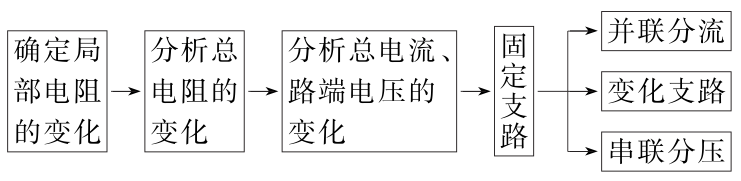 确定局
部电阻
的变化
分析总
电阻的
变化
分析总电流、
路端电压的
变化
固定支路
并联分流
变化支路
串联分压